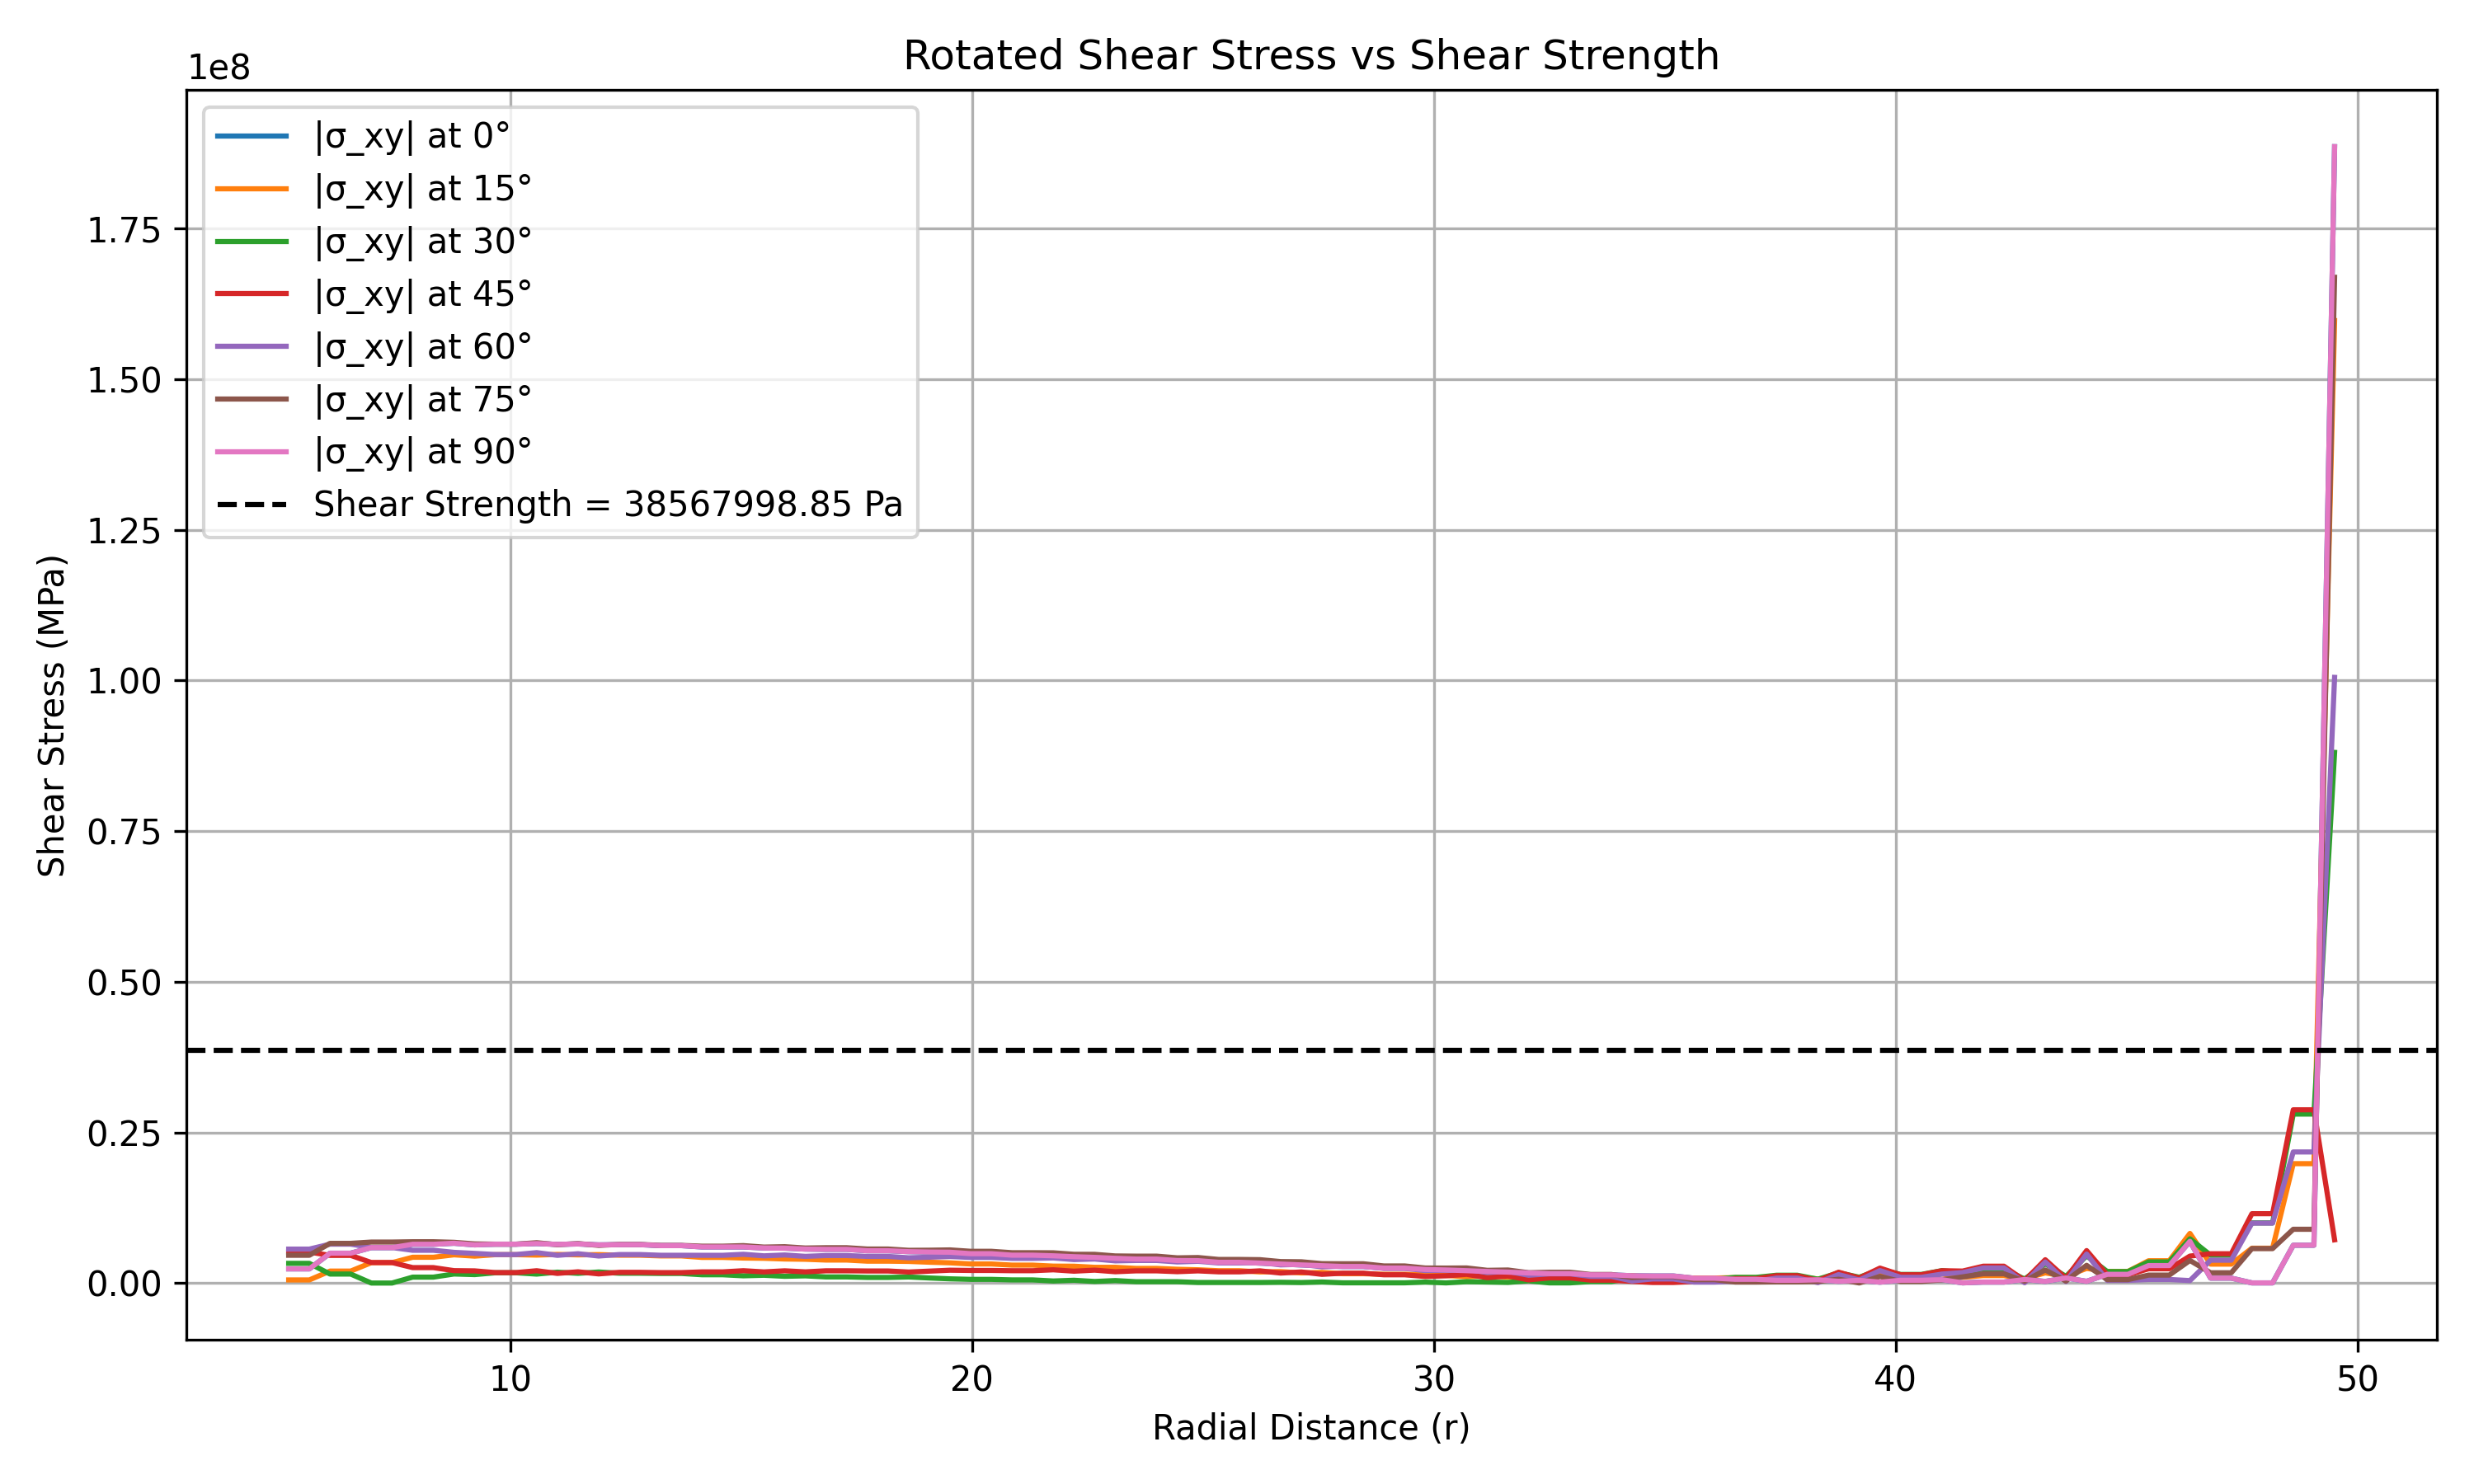 Rotated Shear Stress vs Shear Strength
1e8
|σ_xy| at 0°
|σ_xy| at 15°
|σ_xy| at 30°
|σ_xy| at 45°
|σ_xy| at 60°
|σ_xy| at 75°
|σ_xy| at 90°
Shear Strength = 38567998.85 Pa
1.75
1.50
1.25
1.00
0.75
0.50
0.25
0.00
Shear Stress (MPa)
10 20 30 40 50
Radial Distance (r)